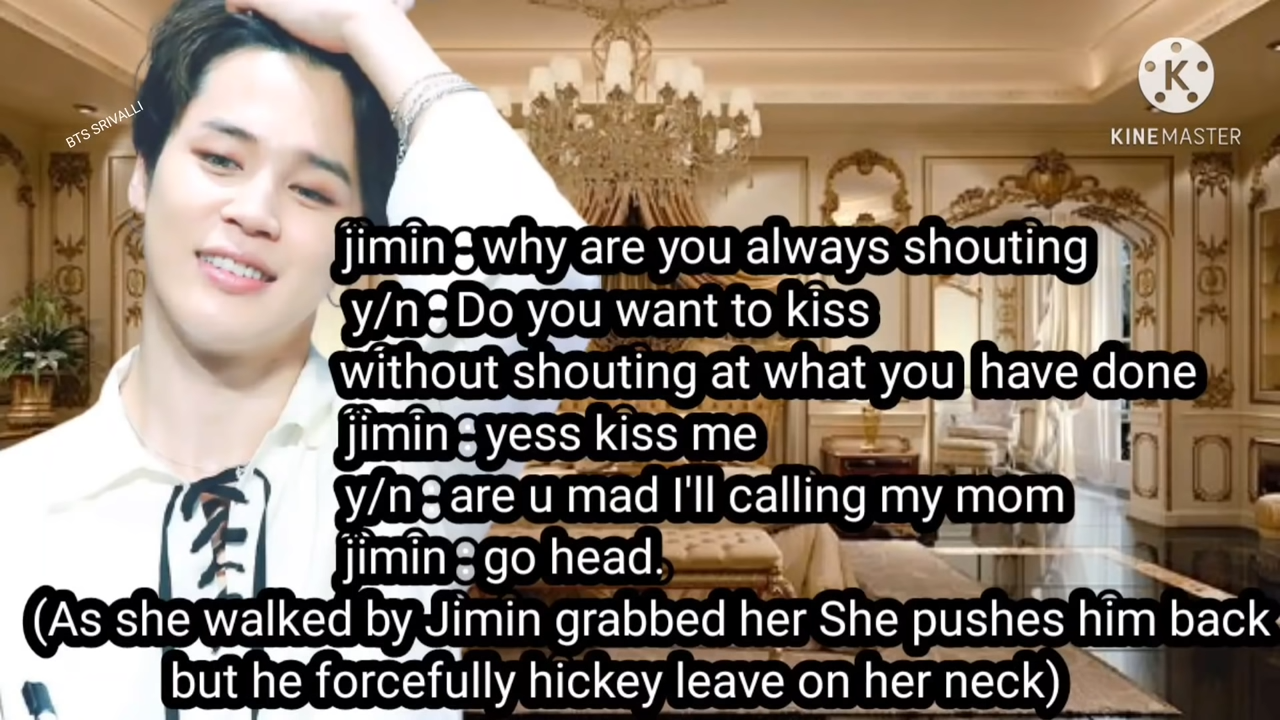 BTS SRIVALLI
K
KINEMASTER
jimin : why are you always shouting
y/n : Do you want to kiss
without shouting at what you have done
jimin : yess kiss me
y/n : are u mad I'll calling my mom
jimin : go head.
(As she walked by Jimin grabbed her She pushes him back
but he forcefully hickey leave on her neck)